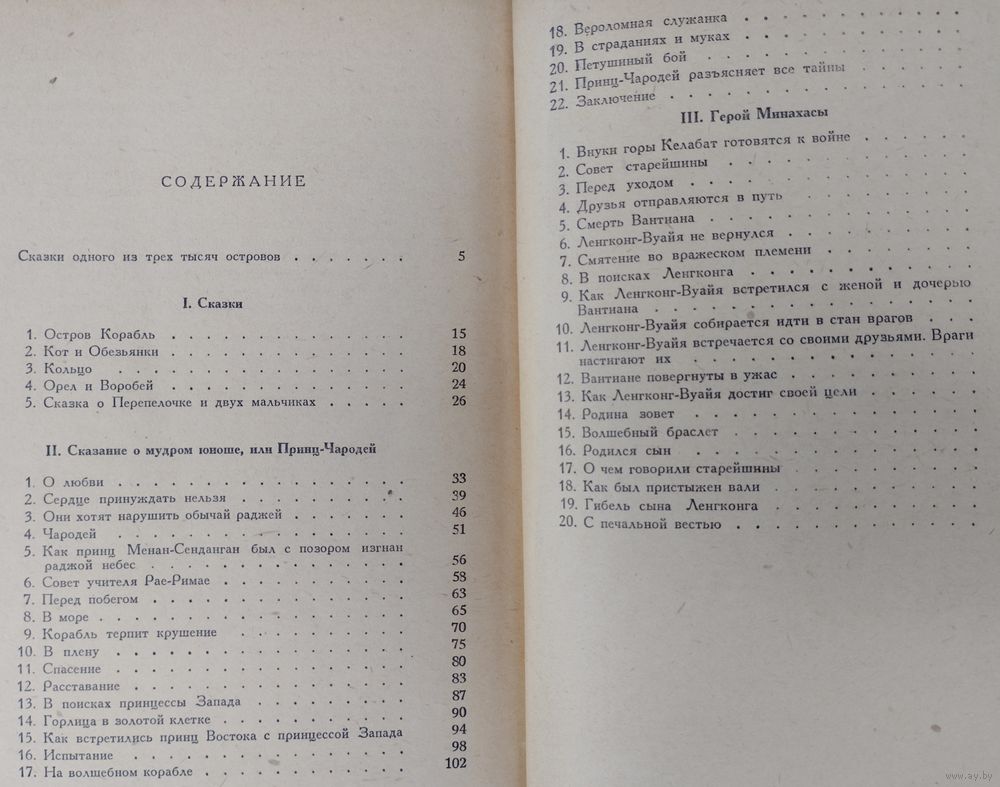 СОДЕРЖАНИЕ
Сказки одного из трех тысяч островов . . . . . . . 5
I. Сказки
1. Остров Корабль . . . . . . . . . . . . . 15
2. Кот и Обезьянки . . . . . . . . . . . . . 18
3. Кольцо . . . . . . . . . . . . . . . 20
4. Орел и Воробей . . . . . . . . . . . . . 24
5. Сказка о Перепелочке и двух мальчиках . . . . . 26
II. Сказание о мудром юноше, или Принц-Чародей
1. О любви . . . . . . . . . . . . . . . 33
2. Сердце принуждать нельзя . . . . . . . . . 39
3. Они хотят нарушить обычай раджей . . . . . . 46
4. Чародей . . . . . . . . . . . . . . . 51
5. Как принц Менан-Сенданган был с позором изгнан
раджой небес . . . . . . . . . . . . . 56
6. Совет учителя Рае-Римае . . . . . . . . . . 58
7. Перед побегом . . . . . . . . . . . . . 63
8. В море . . . . . . . . . . . . . . . . 65
9. Корабль терпит крушение . . . . . . . . . 70
10. В плену . . . . . . . . . . . . . . . 75
11. Спасение . . . . . . . . . . . . . . . 80
12. Расставание . . . . . . . . . . . . . . 83
13. В поисках принцессы Запада . . . . . . . . 87
14. Горлица в золотой клетке . . . . . . . . . . 90
15. Как встретились принц Востока с принцессой Запада 94
16. Испытание . . . . . . . . . . . . . . 98
17. На волшебном корабле . . . . . . . . . . . 102
18. Вероломная служанка . . . . . . . . .
19. В страданиях и муках . . . . . . . . .
20. Петушиный бой . . . . . . . . . . .
21. Принц-Чародей разъясняет все тайны . . . . .
22. Заключение . . . . . . . . . . . .
III. Герой Минахасы
1. Внуки горы Келабат готовятся к войне . . . . .
2. Совет старейшины . . . . . . . . . .
3. Перед уходом . . . . . . . . . . . .
4. Друзья отправляются в путь . . . . . . .
5. Смерть Вантиана . . . . . . . . . .
6. Ленгконг-Вуайя не вернулся . . . . . . . .
7. Смятение во вражеском племени . . . . . .
8. В поисках Ленгконга . . . . . . . . . .
9. Как Ленгконг-Вуайя встретился с женой и дочерью
Вантиана . . . . . . . . . . . . . .
10. Ленгконг-Вуайя собирается идти в стан врагов . . .
11. Ленгконг-Вуайя встречается со своими друзьями. Враги
настигают их . . . . . . . . . . . .
12. Вантиане повергнуты в ужас . . . . . . . .
13. Как Ленгконг-Вуайя достиг своей цели . . . . .
14. Родина зовет . . . . . . . . . . . .
15. Волшебный браслет . . . . . . . . . .
16. Родился сын . . . . . . . . . . . .
17. О чем говорили старейшины . . . . . . .
18. Как был пристыжен вали . . . . . . . . .
19. Гибель сына Ленгконга . . . . . . . . .
20. С печальной вестью . . . . . . . . . .
www.ay.by